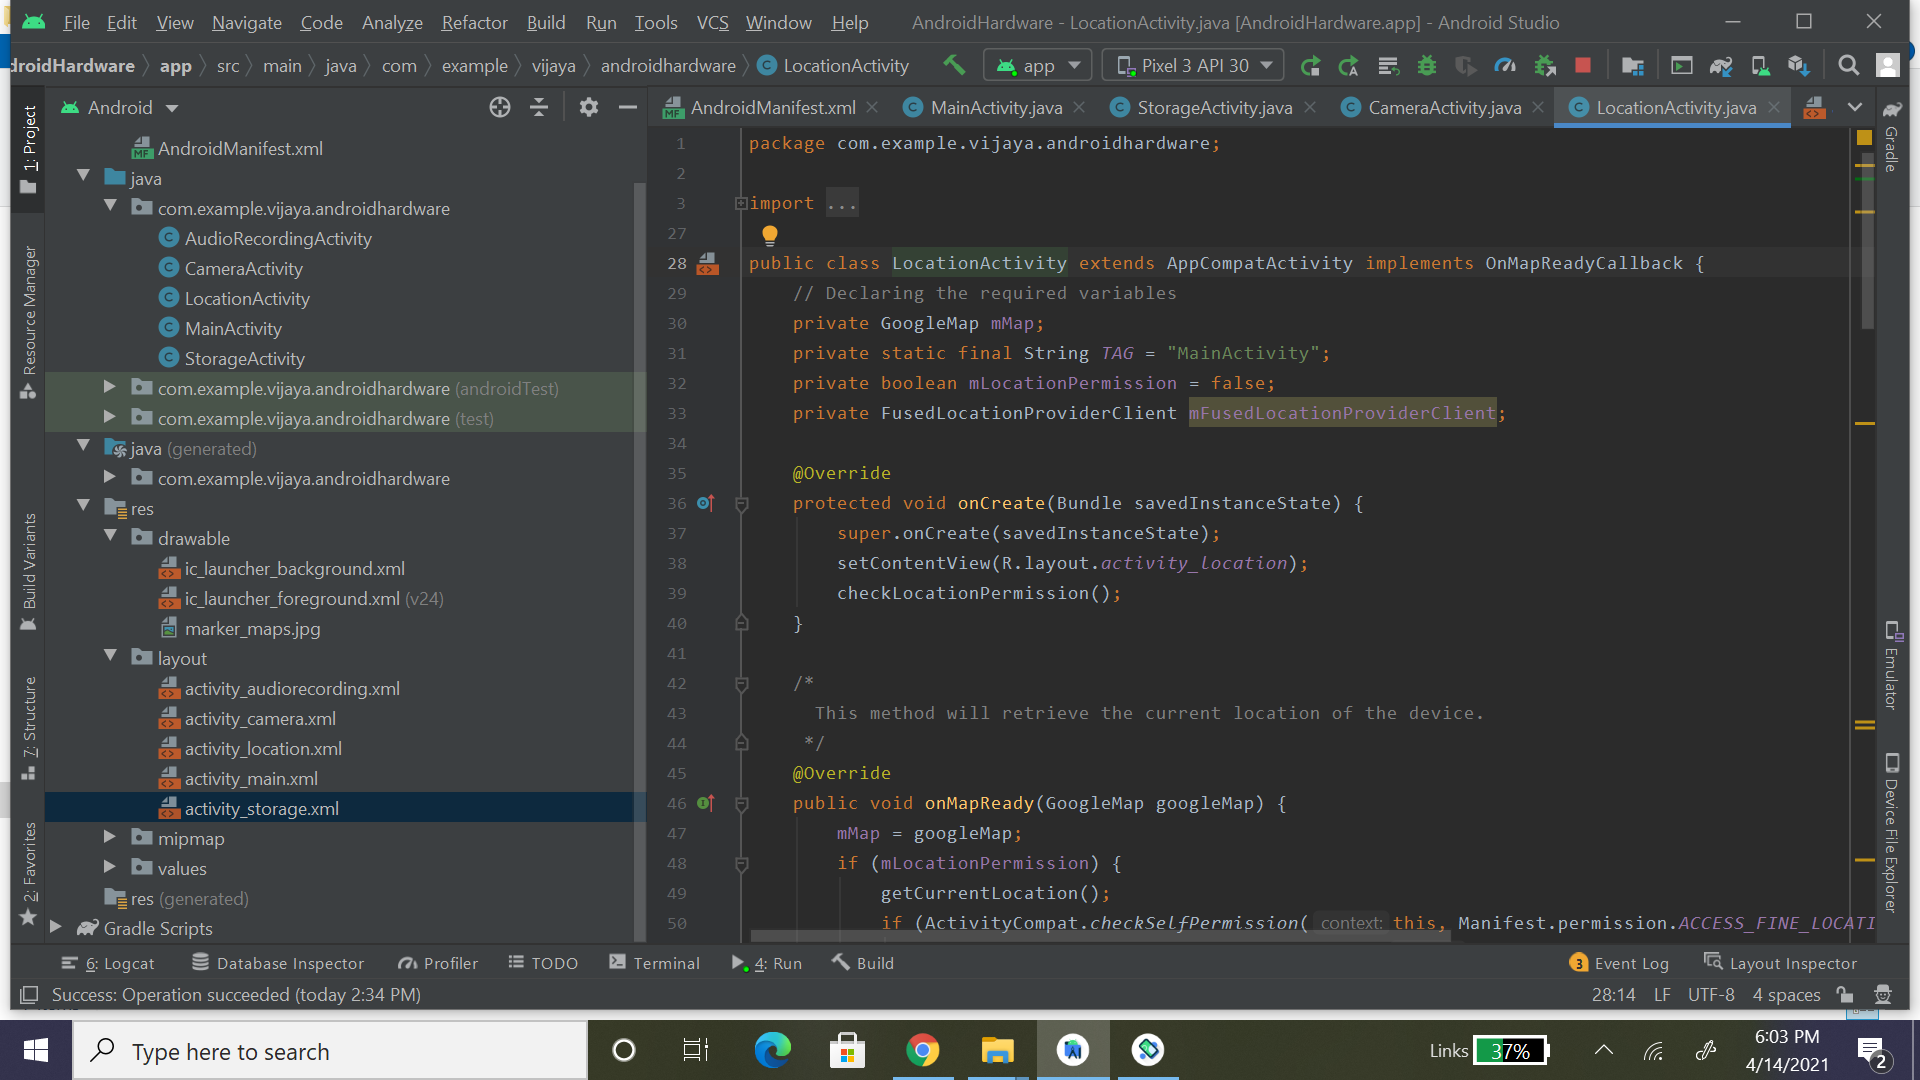 File Edit View Navigate Code Analyze Refactor Build Run Tools VCS Window Help AndroidHardware - LocationActivity.java [AndroidHardware.app] - Android Studio
droidHardware app src main java com example vijaya androidhardware LocationActivity app Pixel 3 API 30
Android
AndroidManifest.xml MainActivity.java StorageActivity.java CameraActivity.java LocationActivity.java
1: Project
Resource Manager
Build Variants
7: Structure
2: Favorites
AndroidManifest.xml
java
com.example.vijaya.androidhardware
AudioRecordingActivity
CameraActivity
LocationActivity
MainActivity
StorageActivity
com.example.vijaya.androidhardware (androidTest)
com.example.vijaya.androidhardware (test)
java (generated)
com.example.vijaya.androidhardware
res
drawable
ic_launcher_background.xml
ic_launcher_foreground.xml (v24)
marker_maps.jpg
layout
activity_audiorecording.xml
activity_camera.xml
activity_location.xml
activity_main.xml
activity_storage.xml
mipmap
values
res (generated)
Gradle Scripts
1 package com.example.vijaya.androidhardware;
2
3 import ...
27
28 public class LocationActivity extends AppCompatActivity implements OnMapReadyCallback {
29 // Declaring the required variables
30 private GoogleMap mMap;
31 private static final String TAG = "MainActivity";
32 private boolean mLocationPermission = false;
33 private FusedLocationProviderClient mFusedLocationProviderClient;
34
35 @Override
36 protected void onCreate(Bundle savedInstanceState) {
37 super.onCreate(savedInstanceState);
38 setContentView(R.layout.activity_location);
39 checkLocationPermission();
40 }
41
42 /*
43 This method will retrieve the current location of the device.
44 */
45 @Override
46 public void onMapReady(GoogleMap googleMap) {
47 mMap = googleMap;
48 if (mLocationPermission) {
49 getCurrentLocation();
50 if (ActivityCompat.checkSelfPermission( context: this, Manifest.permission.ACCESS_FINE_LOCATI
Gradle
Emulator
Device File Explorer
6: Logcat Database Inspector Profiler TODO Terminal 4: Run Build 3 Event Log Layout Inspector
Success: Operation succeeded (today 2:34 PM) 28:14 LF UTF-8 4 spaces
Type here to search Links 37% 6:03 PM
4/14/2021 2